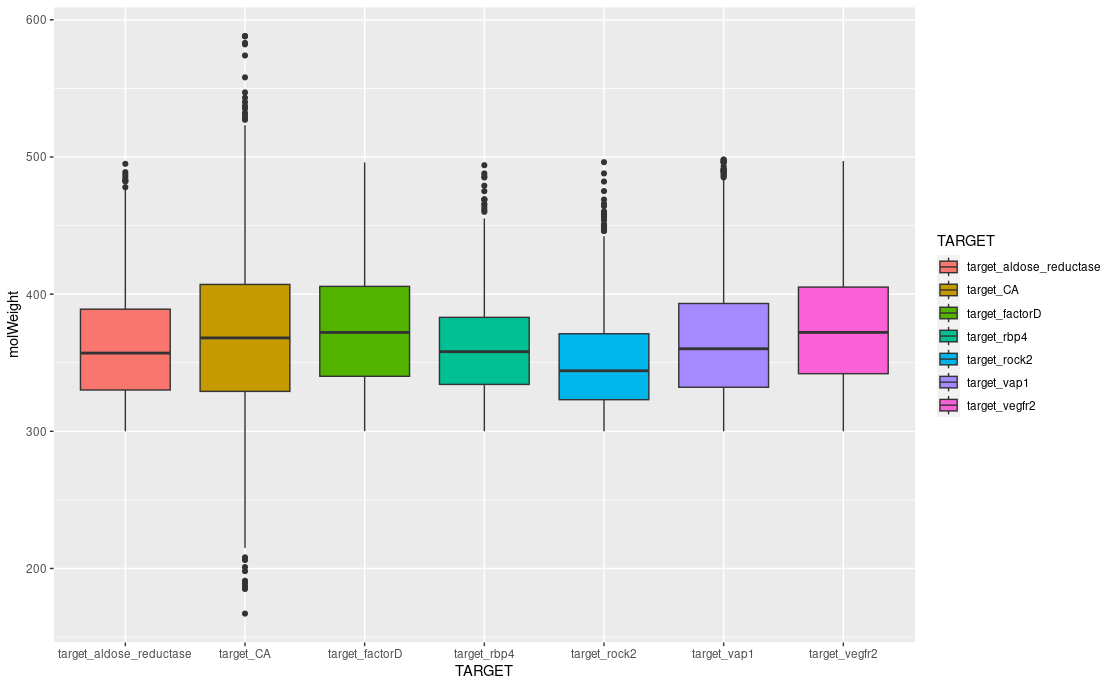 600
500
400
300
200
molWeight
target_aldose_reductase target_CA target_factorD target_rbp4 target_rock2 target_vap1 target_vegfr2
TARGET
TARGET
target_aldose_reductase
target_CA
target_factorD
target_rbp4
target_rock2
target_vap1
target_vegfr2